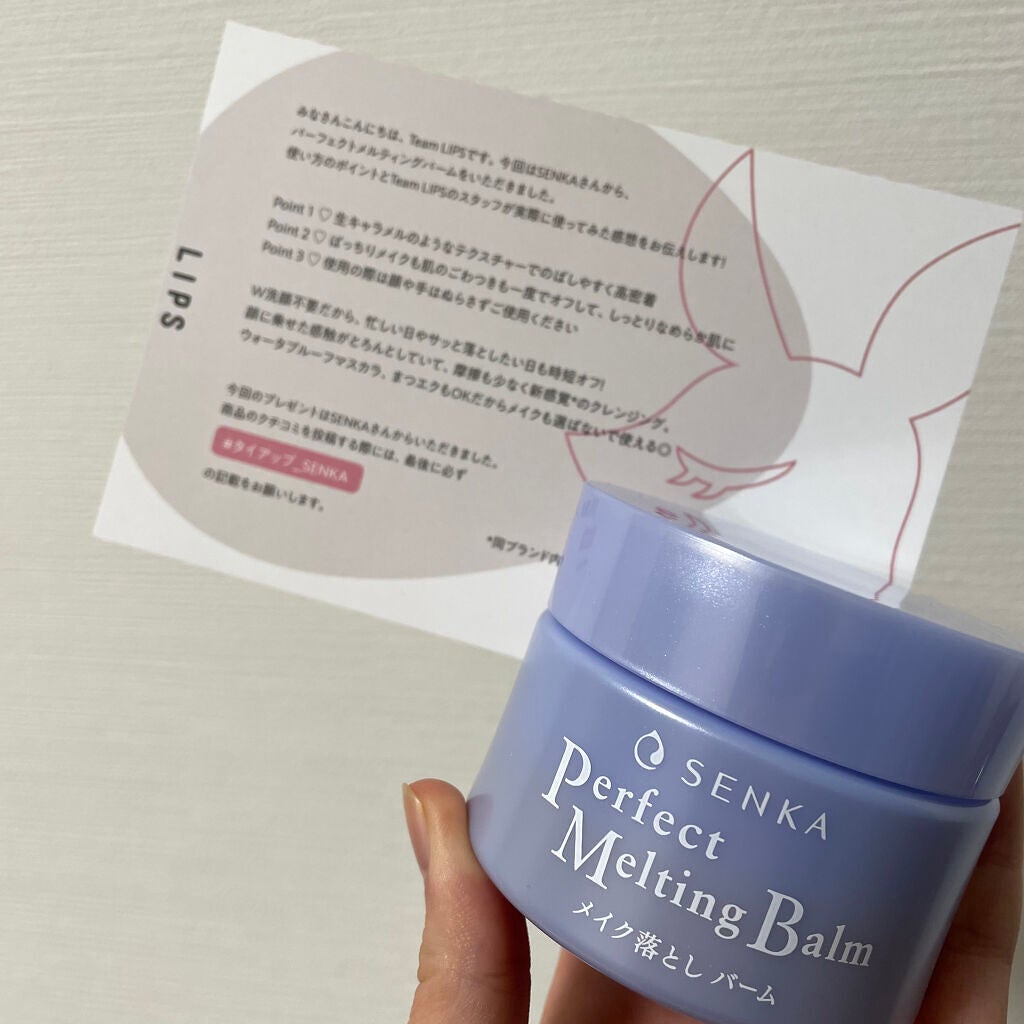 みなさんこんにちは、Team LIPSです。今回はSENKAさんから、
パーフェクトメルティングバームをいただきました。
使い方のポイントとTeam LIPSのスタッフが実際に使ってみた感想をお伝えします!
Point 1 ♡ 生キャラメルのようなテクスチャーでのばしやすく高密着
Point 2 ♡ ばっちりメイクも肌のごわつきも一度でオフして、しっとりなめらかな肌に
Point 3 ♡ 使用の際は顔や手はぬらさずご使用ください
W洗顔不要だから、忙しい日やサッと落としたい日も時短オフ!
顔に乗せた感触がとろんとしていて、摩擦も少なく新感覚*のクレンジング。
ウォータプルーフマスカラ、まつエクもOKだからメイクも選ばないで使える◎
今回のプレゼントはSENKAさんからいただきました。
商品のクチコミを投稿する際には、最後に必ず
#タイアップ_SENKA
の記載をお願いします。
*同ブランド内
LIPS
SENKA
Perfect
Melting Balm
メイク落とし バーム